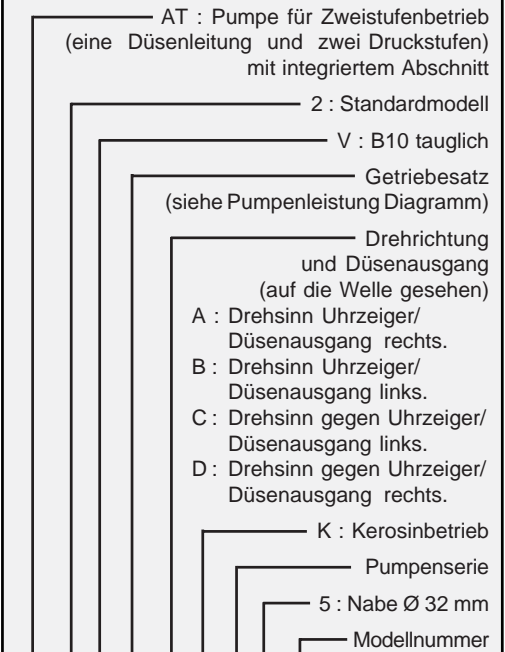 AT : Pumpe für Zweistufenbetrieb
(eine Düsenleitung und zwei Druckstufen)
mit integriertem Abschnitt
2 : Standardmodell
V : B10 tauglich
Getriebesatz
(siehe Pumpenleistung Diagramm)
Drehrichtung
und Düsenausgang
(auf die Welle gesehen)
A : Drehsinn Uhrzeiger/
Düsenausgang rechts.
B : Drehsinn Uhrzeiger/
Düsenausgang links.
C : Drehsinn gegen Uhrzeiger/
Düsenausgang links.
D : Drehsinn gegen Uhrzeiger/
Düsenausgang rechts.
K : Kerosinbetrieb
Pumpenserie
5 : Nabe Ø 32 mm
Modellnummer